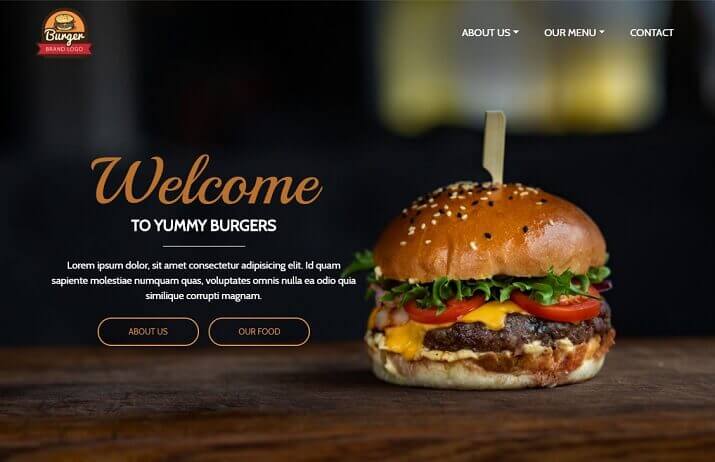 Burger
BRAND LOGO
ABOUT US
OUR MENU
CONTACT
Welcome
TO YUMMY BURGERS
Lorem ipsum dolor, sit amet consectetur adipisicing elit. Id quam
sapiente molestiae numquam quas, voluptates omnis nulla ea odio quia
similique corrupti magnam.
ABOUT US
OUR FOOD